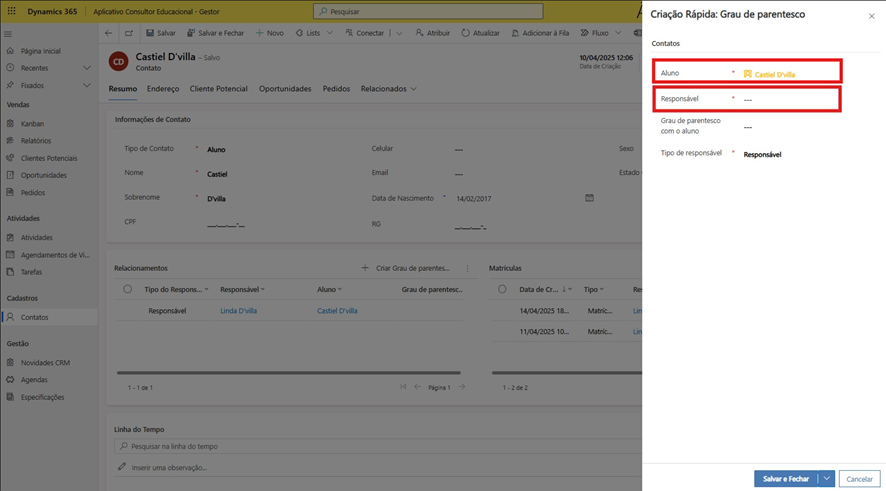 Dynamics 365 Aplicativo Consultor Educacional - Gestor Pesquisar
Salvar Salvar e Fechar Novo Lists Conectar Atribuir Atualizar Adicionar à Fila Fluxo
Página inicial
Recentes
Fixados
Vendas
Kanban
Relatórios
Clientes Potenciais
Oportunidades
Pedidos
Atividades
Atividades
Agendamentos de Vi...
Tarefas
Cadastros
Contatos
Gestão
Novidades CRM
Agendas
Especificações
CD
Castiel D'villa - Salvo
Contato
10/04/2025 12:06
Data de Criação
Resumo Endereço Cliente Potencial Oportunidades Pedidos Relacionados
Informações de Contato
Tipo de Contato * Aluno Celular --- Sexo
Nome * Castiel Email --- Estado
Sobrenome * D'villa Data de Nascimento * 14/02/2017
CPF ___.___.___-__ RG __.___.___-_
Relacionamentos
Criar Grau de parentes...
Tipo do Respons... Responsável Aluno Grau de parentesc..
Responsável Linda D'villa Castiel D'villa
1 - 1 de 1 Página 1
Matrículas
Data de Cr... Tipo Re
14/04/2025 18... Matríc... Lin
11/04/2025 10... Matríc... Lin
1 - 2 de 2
Linha do Tempo
Pesquisar na linha do tempo
Inserir uma observação...
Criação Rápida: Grau de parentesco
Contatos
Aluno * Castiel D'villa
Responsável * ---
Grau de parentesco
com o aluno ---
Tipo de responsável * Responsável
Salvar e Fechar Cancelar